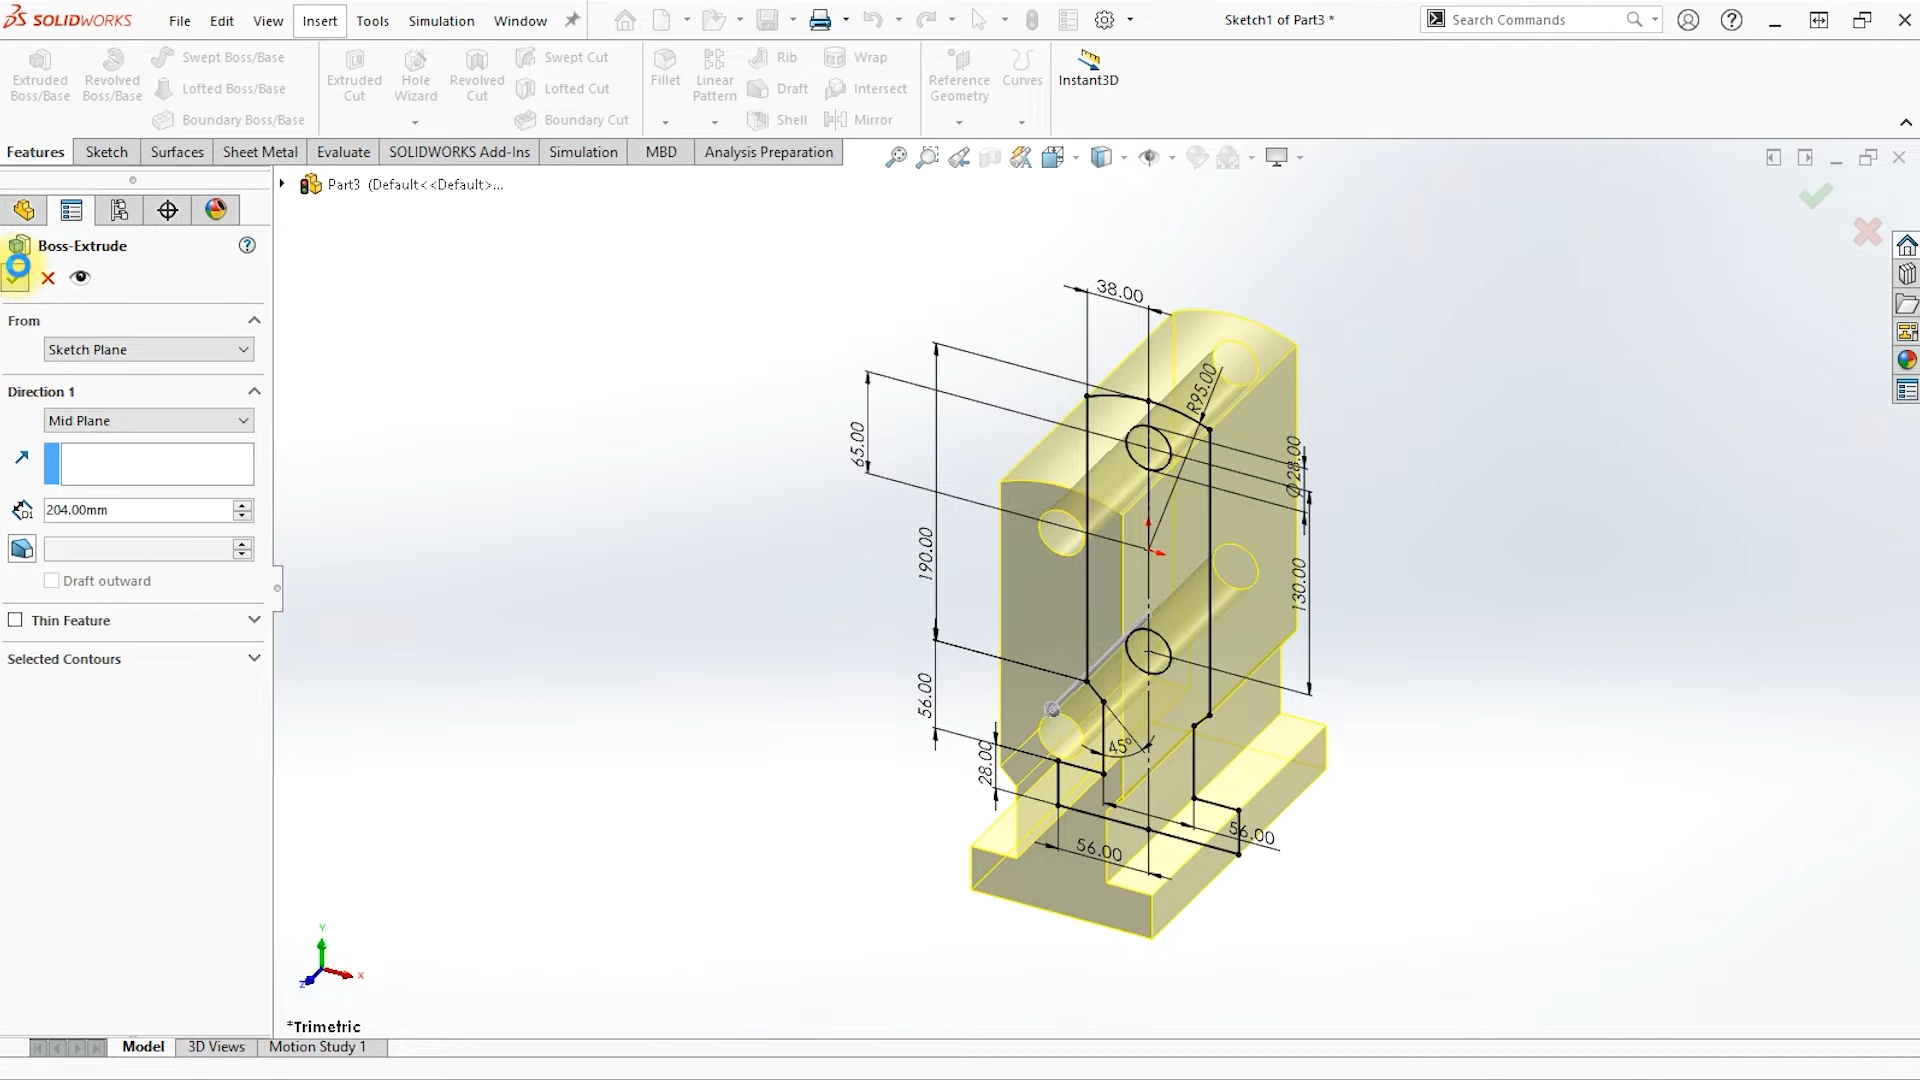 SOLIDWORKS File Edit View Insert Tools Simulation Window Sketch1 of Part3 * Search Commands
Extruded Boss/Base
Revolved Boss/Base
Swept Boss/Base
Lofted Boss/Base
Boundary Boss/Base
Extruded Cut
Hole Wizard
Revolved Cut
Swept Cut
Lofted Cut
Boundary Cut
Fillet
Linear Pattern
Rib
Draft
Shell
Wrap
Intersect
Mirror
Reference Geometry
Curves
Instant3D
Features Sketch Surfaces Sheet Metal Evaluate SOLIDWORKS Add-Ins Simulation MBD Analysis Preparation
Part3 (Default<<Default>...
Boss-Extrude
From
Sketch Plane
Direction 1
Mid Plane
D1
204.00mm
Draft outward
Thin Feature
Selected Contours
38.00
R95.00
65.00
Ø28.00
190.00
130.00
56.00
45°
28.00
56.00
56.00
Y
X
Z
*Trimetric
Model 3D Views Motion Study 1